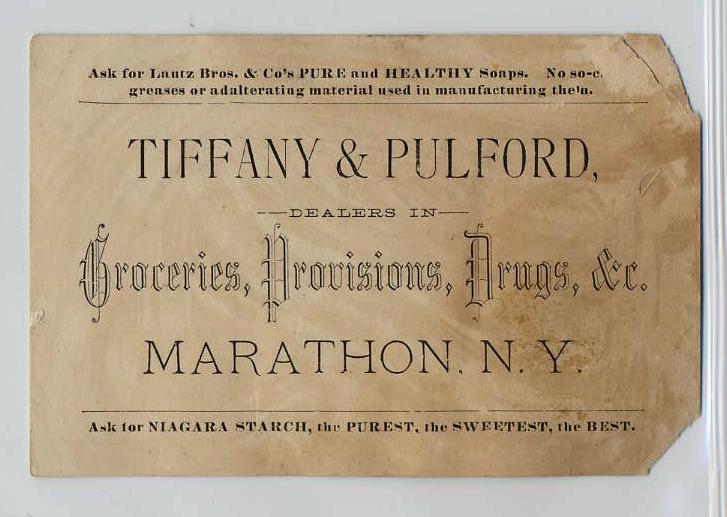 Ask for Lautz Bros. & Co's PURE and HEALTHY Soaps. No so-c.
greases or adulterating material used in manufacturing them.
TIFFANY & PULFORD,
—DEALERS IN—
Groceries, Provisions, Drugs, &c.
MARATHON. N. Y.
Ask for NIAGARA STARCH, the PUREST, the SWEETEST, the BEST.